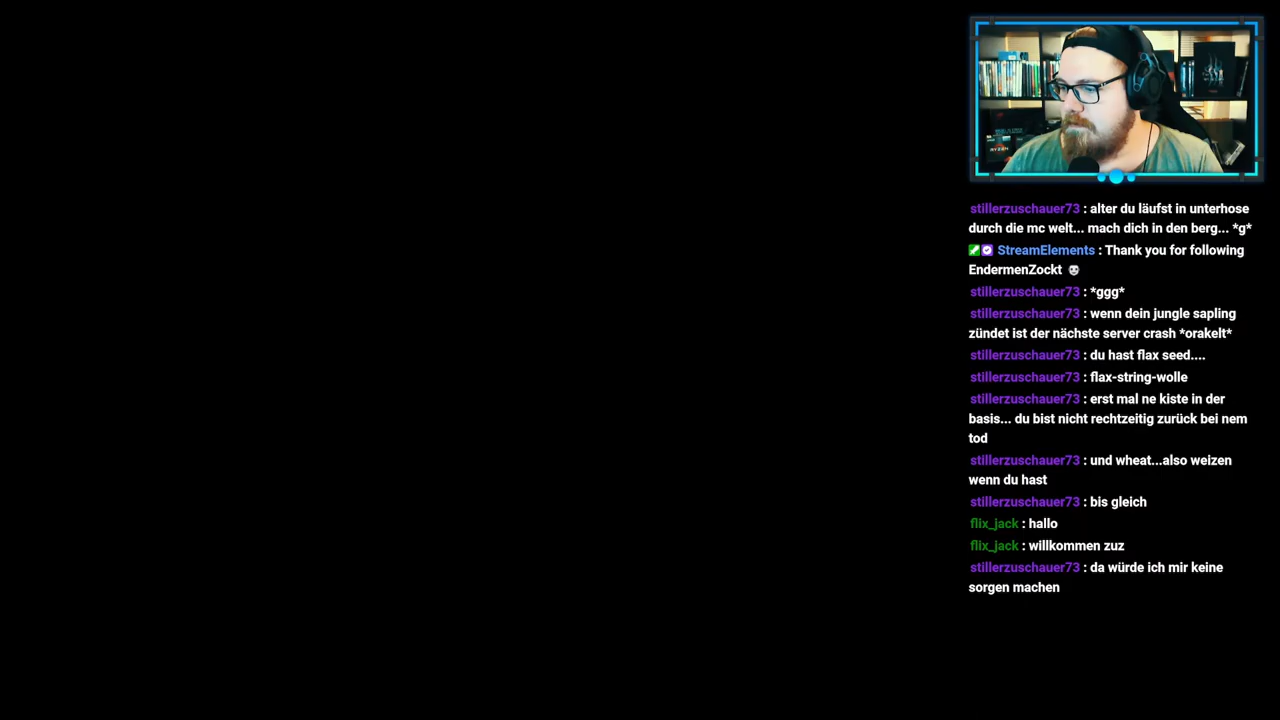 stillerzuschauer73 : alter du läufst in unterhose
durch die mc welt... mach dich in den berg... *g*
StreamElements : Thank you for following
EndermenZockt
stillerzuschauer73 : *ggg*
stillerzuschauer73 : wenn dein jungle sapling
zündet ist der nächste server crash *orakelt*
stillerzuschauer73 : du hast flax seed....
stillerzuschauer73 : flax-string-wolle
stillerzuschauer73 : erst mal ne kiste in der
basis... du bist nicht rechtzeitig zurück bei nem
tod
stillerzuschauer73 : und wheat...also weizen
wenn du hast
stillerzuschauer73 : bis gleich
flix_jack : hallo
flix_jack : willkommen zuz
stillerzuschauer73 : da würde ich mir keine
sorgen machen
RYZEN